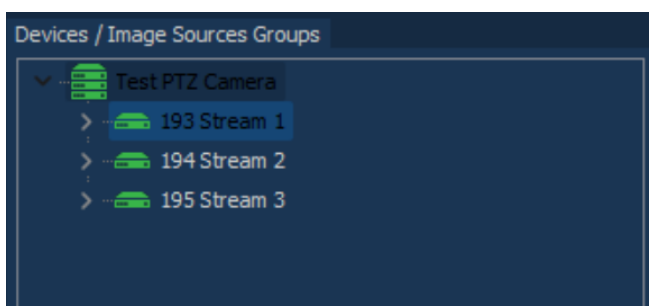 Devices / Image Sources Groups
Test PTZ Camera
193 Stream 1
194 Stream 2
195 Stream 3